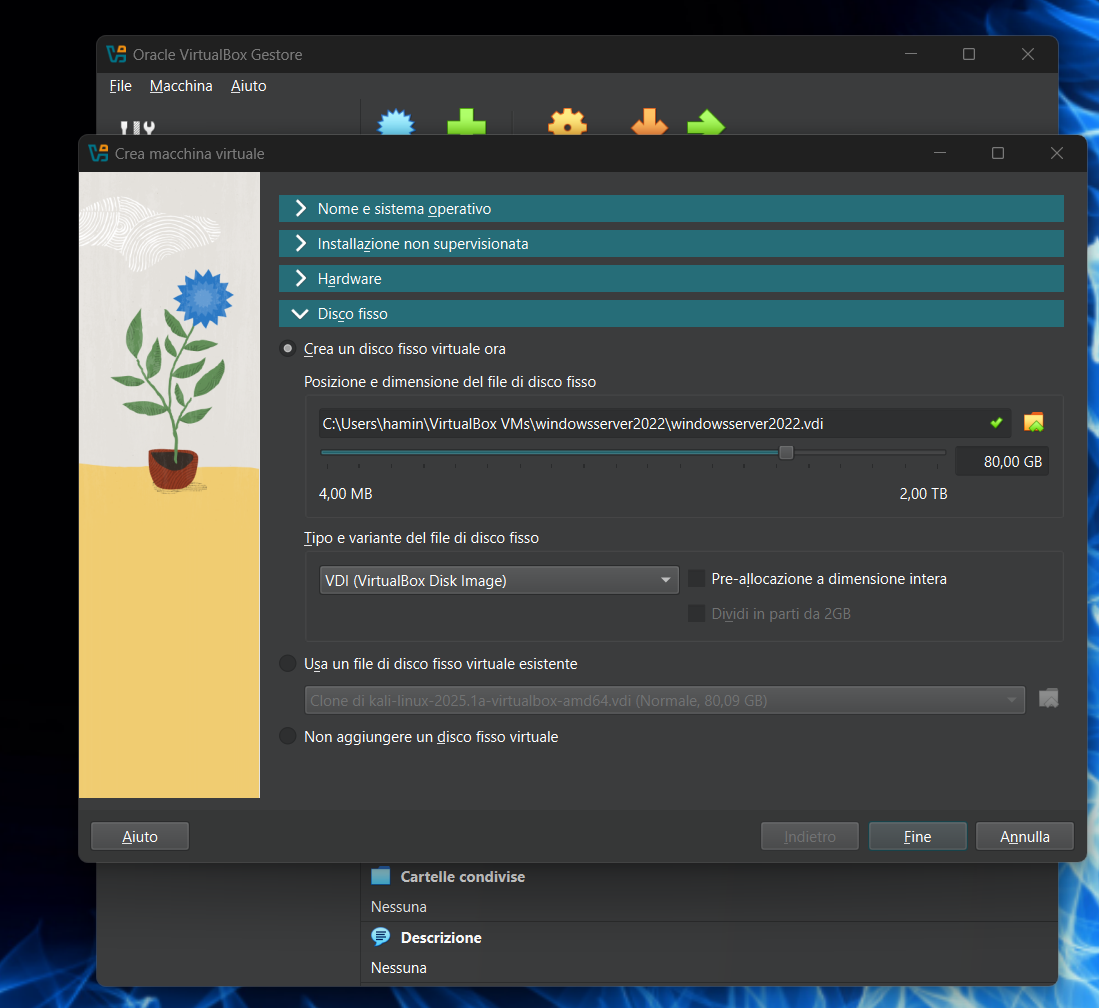 Oracle VirtualBox Gestore
File Macchina Aiuto
Crea macchina virtuale
Nome e sistema operativo
Installazione non supervisionata
Hardware
Disco fisso
Crea un disco fisso virtuale ora
Posizione e dimensione del file di disco fisso
C:\Users\hamin\VirtualBox VMs\windowsserver2022\windowsserver2022.vdi
80,00 GB
4,00 MB 2,00 TB
Tipo e variante del file di disco fisso
VDI (VirtualBox Disk Image) Pre-allocazione a dimensione intera
Dividi in parti da 2GB
Usa un file di disco fisso virtuale esistente
Clone di kali-linux-2025.1a-virtualbox-amd64.vdi (Normale, 80,09 GB)
Non aggiungere un disco fisso virtuale
Aiuto Indietro Fine Annulla
Cartelle condivise
Nessuna
Descrizione
Nessuna